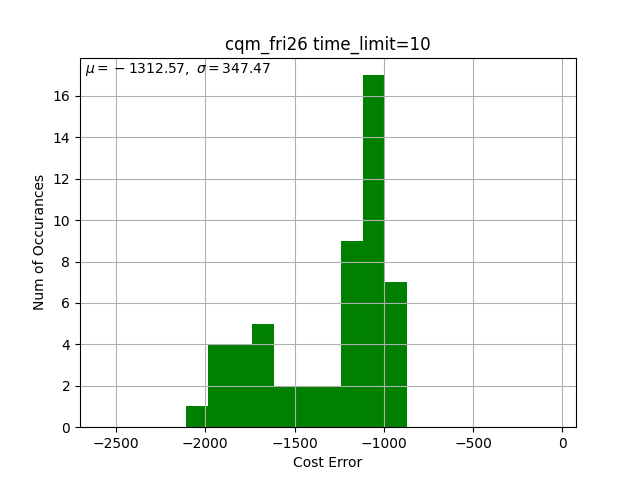 cqm_fri26 time_limit=10
μ = −1312.57, σ = 347.47
16
14
12
10
8
6
4
2
0
Num of Occurances
−2500 −2000 −1500 −1000 −500 0
Cost Error